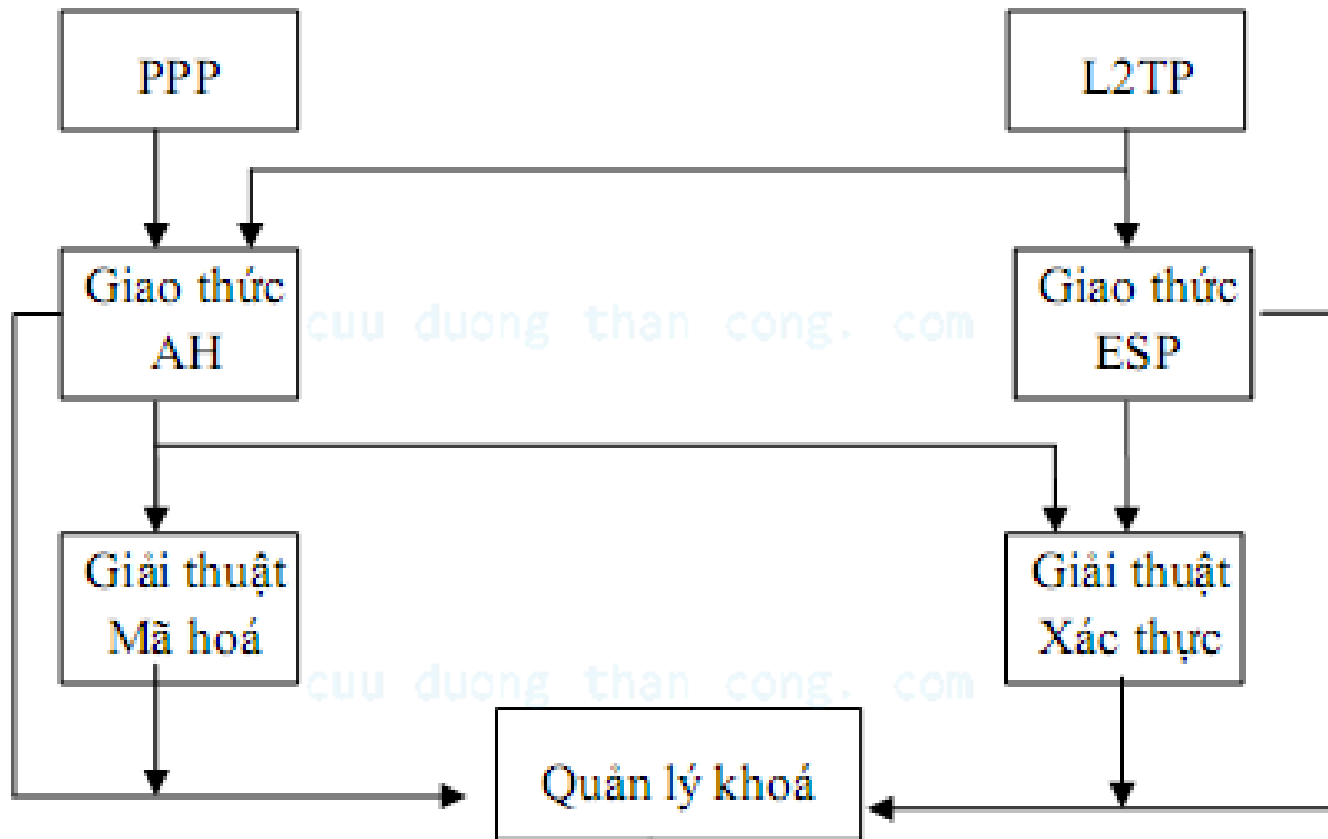 PPP
L2TP
Giao thức
AH
Giao thức
ESP
cuu duong than cong. com
Giải thuật
Mã hoá
Giải thuật
Xác thực
cuu duong than cong. com
Quản lý khoá